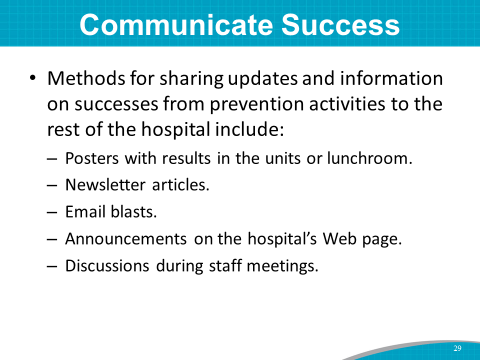 Communicate Success
• Methods for sharing updates and information
on successes from prevention activities to the
rest of the hospital include:
– Posters with results in the units or lunchroom.
– Newsletter articles.
– Email blasts.
– Announcements on the hospital’s Web page.
– Discussions during staff meetings.
29